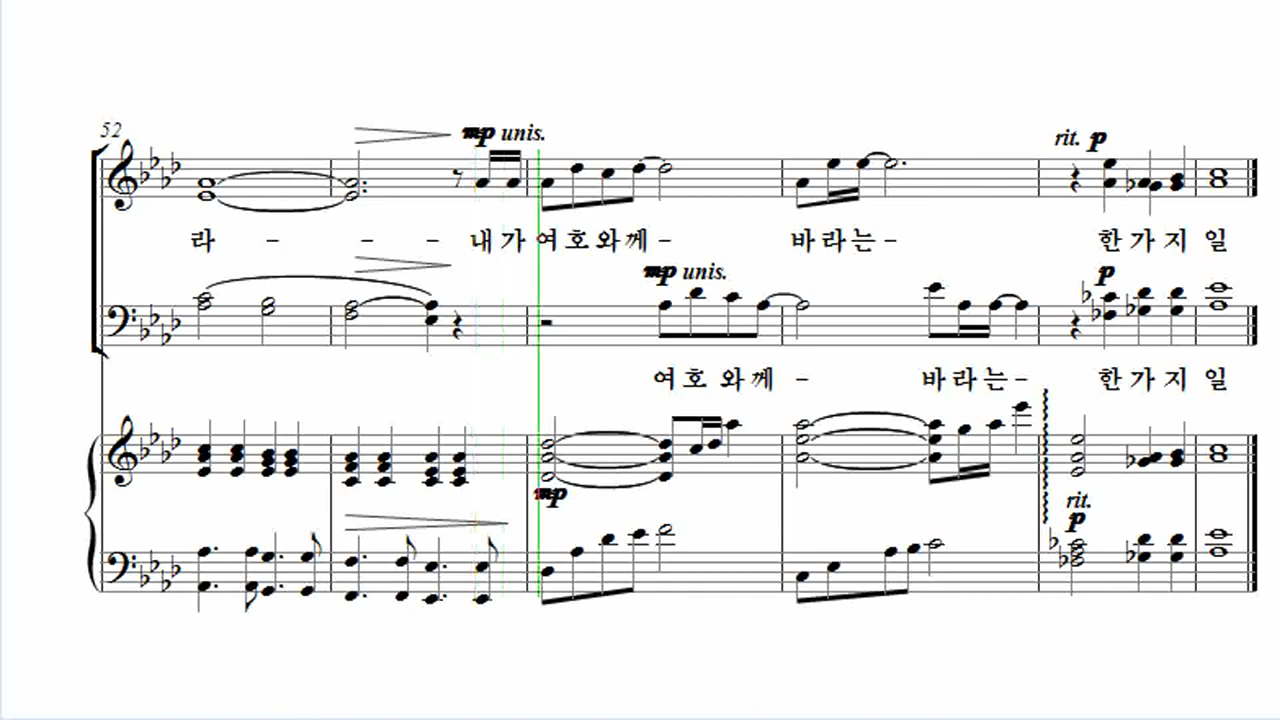 52
mp unis.
rit. p
라 - - - 내 가 여 호 와 께 - 바 라 는 - 한 가 지 일
mp unis.
p
여 호 와 께 - 바 라 는 - 한 가 지 일
mp
rit.
p